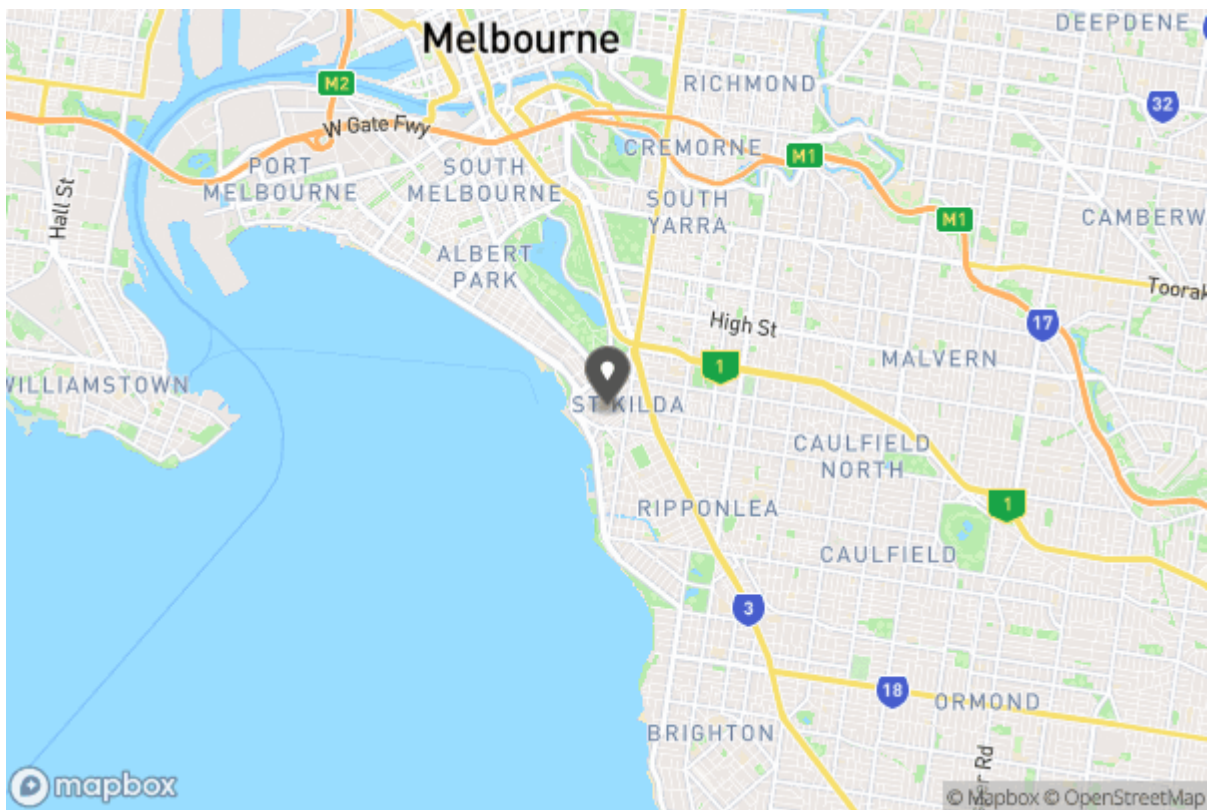 DEEPDENE
Melbourne
RICHMOND
M2
32
W Gate Fwy
CREMORNE
M1
PORT
MELBOURNE
SOUTH
MELBOURNE
SOUTH
YARRA
Hall St
M1
CAMBERW
ALBERT
PARK
Toorak
High St
17
MALVERN
1
WILLIAMSTOWN
ST KILDA
CAULFIELD
NORTH
RIPPONLEA
1
CAULFIELD
3
18
ORMOND
BRIGHTON
er Rd
mapbox
© Mapbox © OpenStreetMap